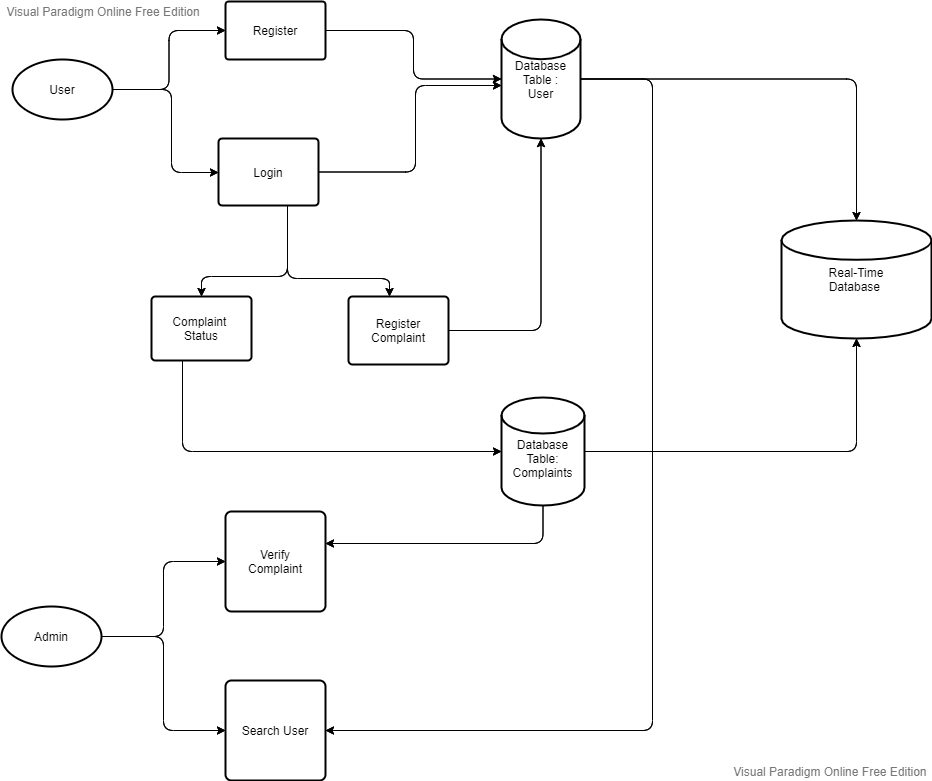 Visual Paradigm Online Free Edition
Register
User
Database
Table :
User
Login
Real-Time
Database
Complaint
Status
Register
Complaint
Database
Table:
Complaints
Verify
Complaint
Admin
Search User
Visual Paradigm Online Free Edition